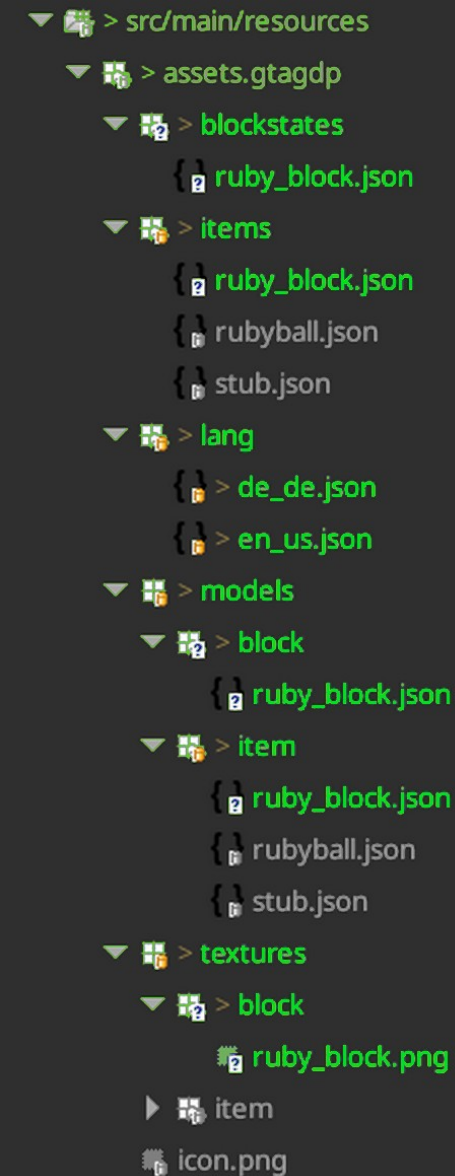 > src/main/resources
> assets.gtagdp
> blockstates
ruby_block.json
> items
ruby_block.json
rubyball.json
stub.json
> lang
> de_de.json
> en_us.json
> models
> block
ruby_block.json
> item
ruby_block.json
rubyball.json
stub.json
> textures
> block
ruby_block.png
item
icon.png